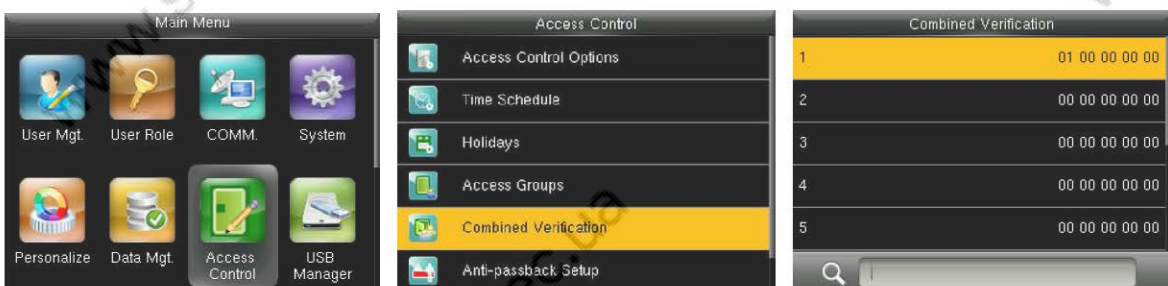 Main Menu
User Mgt.
User Role
COMM.
System
Personalize
Data Mgt.
Access Control
USB Manager
Access Control
Access Control Options
Time Schedule
Holidays
Access Groups
Combined Verification
Anti-passback Setup
Combined Verification
1 01 00 00 00 00
2 00 00 00 00 00
3 00 00 00 00 00
4 00 00 00 00 00
5 00 00 00 00 00